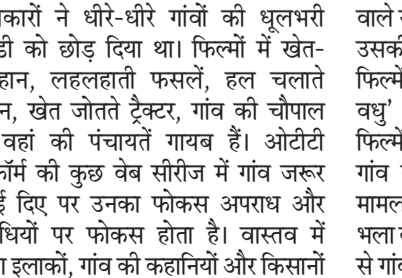 कारों ने धीरे-धीरे गांवों की धूलभरी
डी को छोड़ दिया था। फिल्मों में खेत-
हान, लहलहाती फसलें, हल चलाते
न, खेत जोतते ट्रैक्टर, गांव की चौपाल
वहां की पंचायतें गायब हैं। ओटीटी
फॉर्म की कुछ वेब सीरीज में गांव जरूर
ई दिए पर उनका फोकस अपराध और
धियों पर फोकस होता है। वास्तव में
इलाकों, गांव की कहानियों और किसानों
वाले
उसकी
फिल्में
वधु'
फिल्में
गांव
मामल
भला
से गां